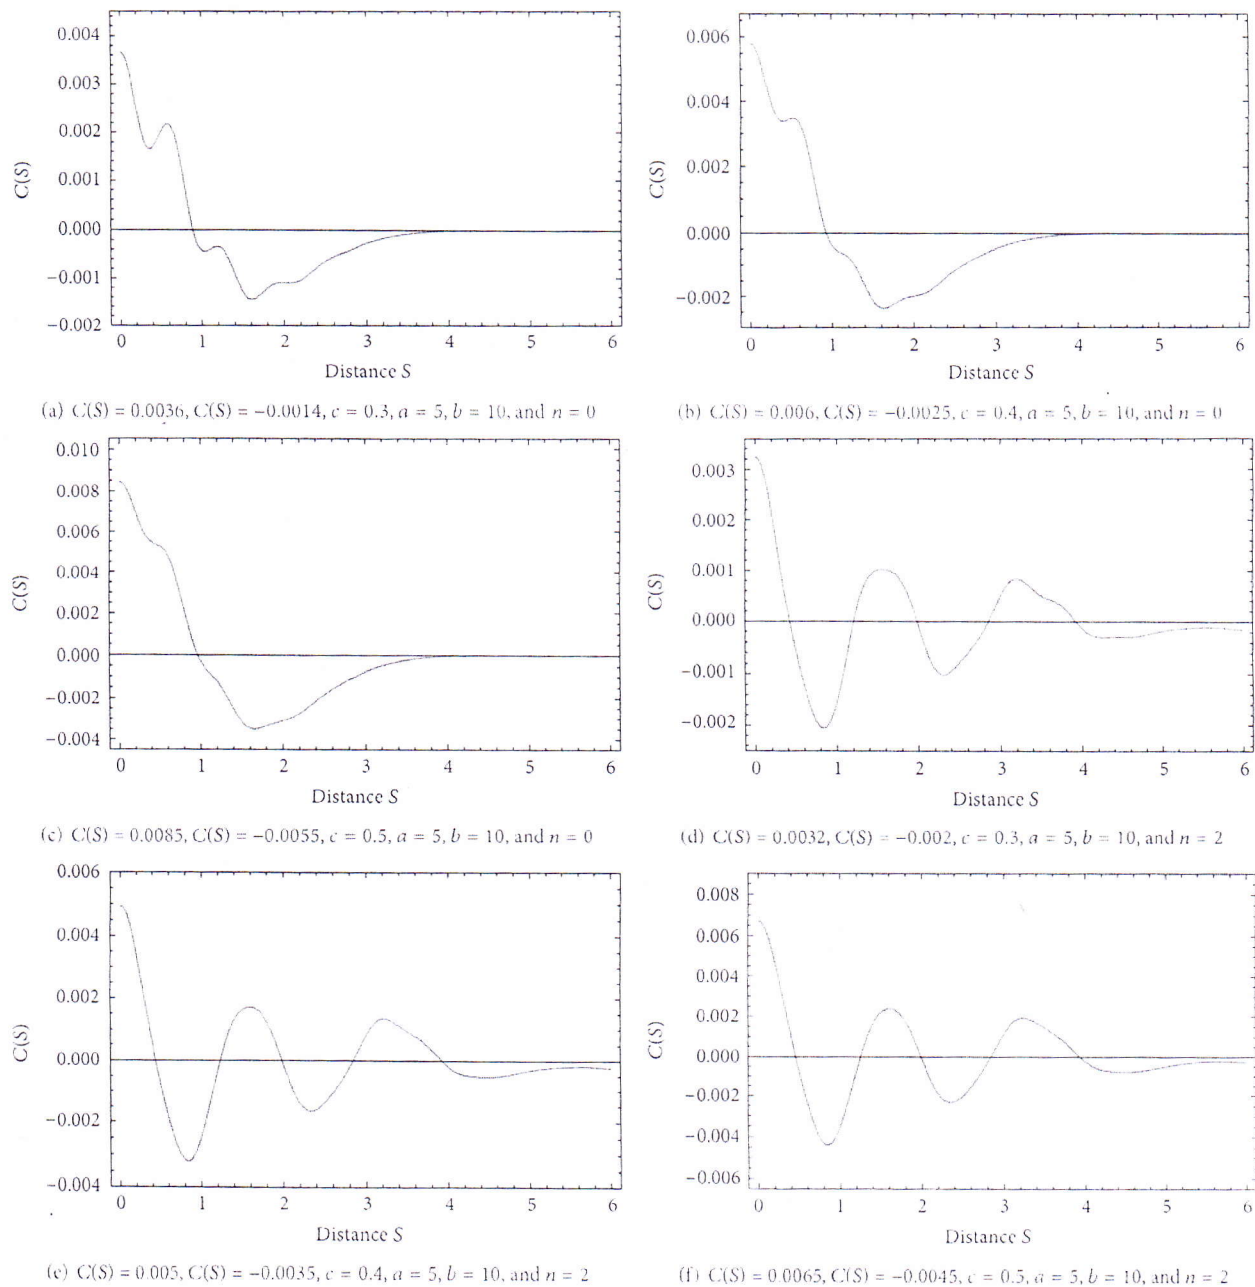 0.004
0.003
0.002
0.001
0.000
−0.001
−0.002
C(S)
0 1 2 3 4 5 6
Distance S
(a) C(S) = 0.0036, C(S) = −0.0014, c = 0.3, a = 5, b = 10, and n = 0
0.006
0.004
0.002
0.000
−0.002
C(S)
0 1 2 3 4 5 6
Distance S
(b) C(S) = 0.006, C(S) = −0.0025, c = 0.4, a = 5, b = 10, and n = 0
0.010
0.008
0.006
0.004
0.002
0.000
−0.002
−0.004
C(S)
0 1 2 3 4 5 6
Distance S
(c) C(S) = 0.0085, C(S) = −0.0055, c = 0.5, a = 5, b = 10, and n = 0
0.003
0.002
0.001
0.000
−0.001
−0.002
C(S)
0 1 2 3 4 5 6
Distance S
(d) C(S) = 0.0032, C(S) = −0.002, c = 0.3, a = 5, b = 10, and n = 2
0.006
0.004
0.002
0.000
−0.002
−0.004
C(S)
0 1 2 3 4 5 6
Distance S
(e) C(S) = 0.005, C(S) = −0.0035, c = 0.4, a = 5, b = 10, and n = 2
0.008
0.006
0.004
0.002
0.000
−0.002
−0.004
−0.006
C(S)
0 1 2 3 4 5 6
Distance S
(f) C(S) = 0.0065, C(S) = −0.0045, c = 0.5, a = 5, b = 10, and n = 2